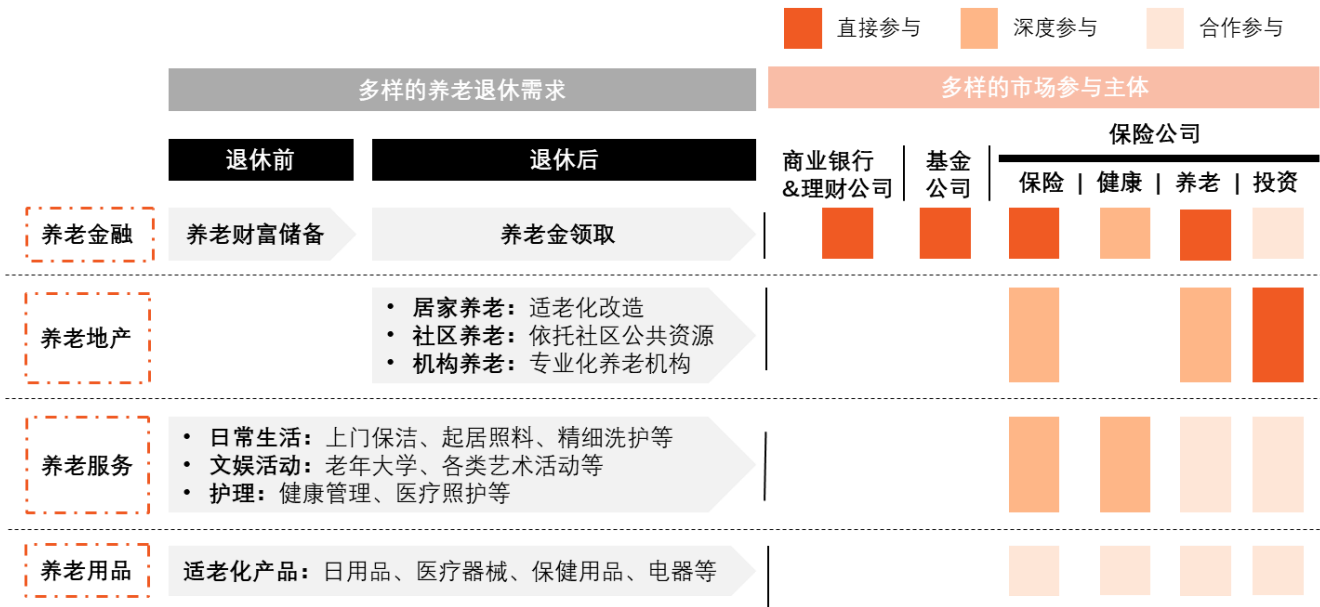 直接参与 深度参与 合作参与
多样的养老退休需求 多样的市场参与主体
退休前 退休后
商业银行
&理财公司
基金
公司
保险公司
保险 | 健康 | 养老 | 投资
养老金融 养老财富储备 养老金领取
养老地产
• 居家养老：适老化改造
• 社区养老：依托社区公共资源
• 机构养老：专业化养老机构
养老服务
• 日常生活：上门保洁、起居照料、精细洗护等
• 文娱活动：老年大学、各类艺术活动等
• 护理：健康管理、医疗照护等
养老用品 适老化产品：日用品、医疗器械、保健用品、电器等